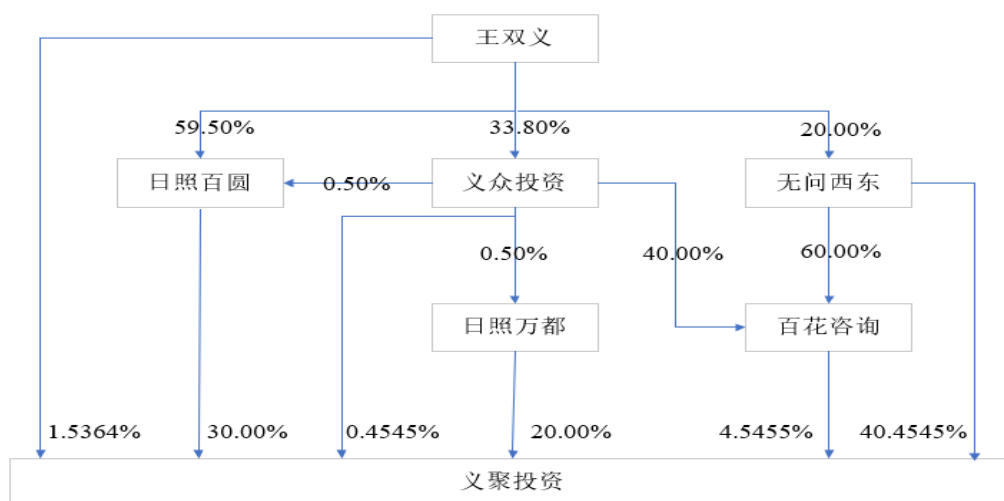 王双义
59.50%
33.80%
20.00%
日照百圆
0.50%
义众投资
无问西东
0.50%
40.00%
60.00%
日照万都
百花咨询
1.5364%
30.00%
0.4545%
20.00%
4.5455%
40.4545%
义聚投资